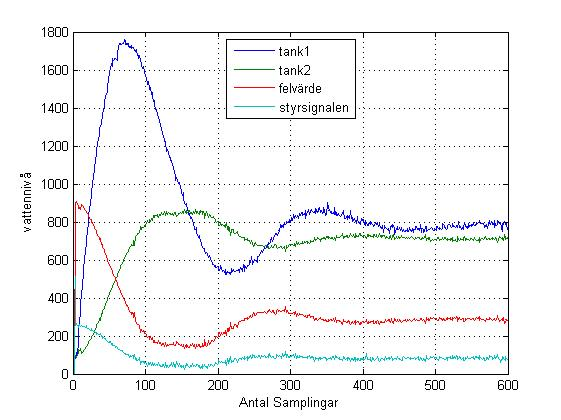 1800
1600
1400
1200
1000
800
600
400
200
0
vattennivå
tank1
tank2
felvärde
styrsignalen
0 100 200 300 400 500 600
Antal Samplingar